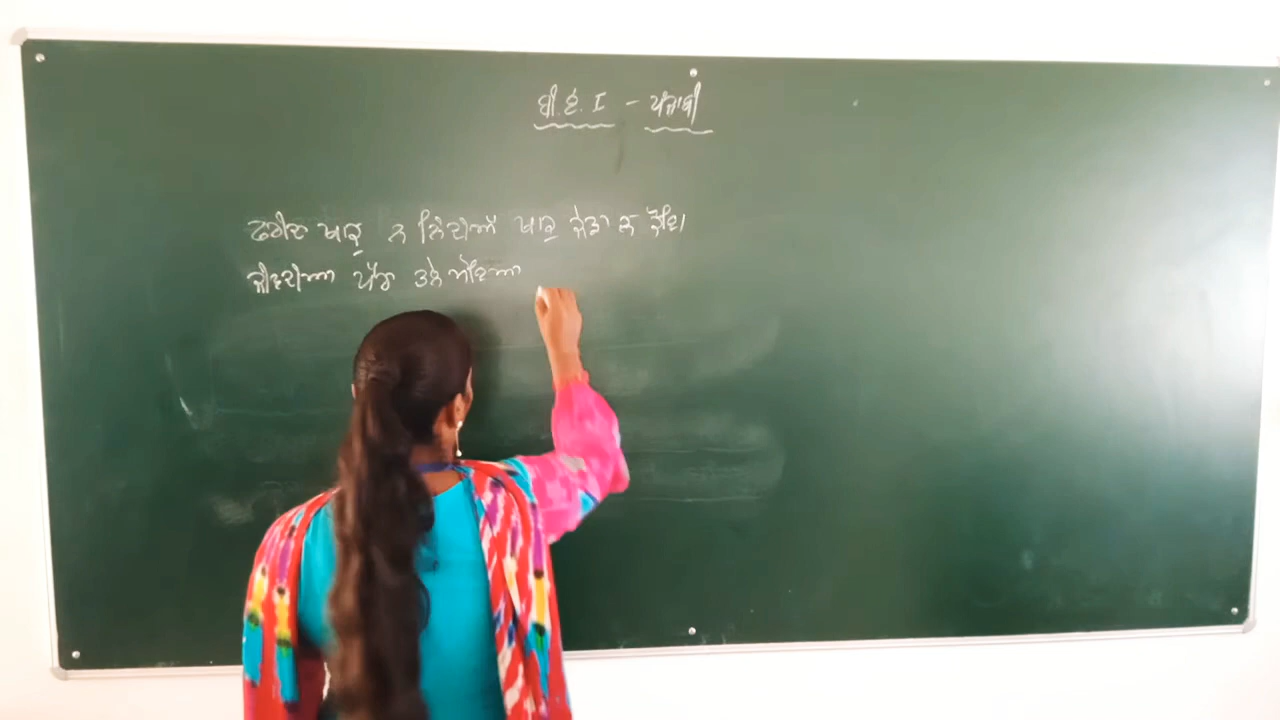 ਬੀ.ਏ. I - ਪੰਜਾਬੀ
ਫਰੀਦਾ ਖਾਕੁ ਨ ਨਿੰਦੀਐ ਖਾਕੁ ਜੇਡਾ ਨ ਕੋਇ।
ਜੀਵਦੀਆ ਪੈਰਾ ਤਲੇ ਮੋਇਆ